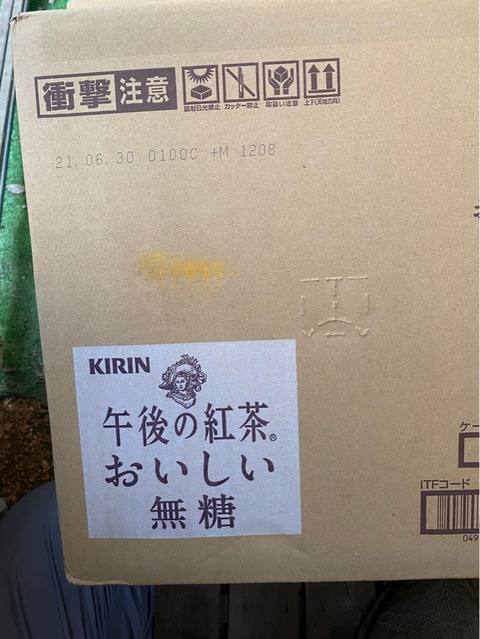 衝撃 注意
直射日光禁止 カッター禁止 取扱い注意 上下(天地方向)
21.06.30 0100C +M 1208
KIRIN
午後の紅茶®
おいしい
無糖
ケー
ITFコード
049